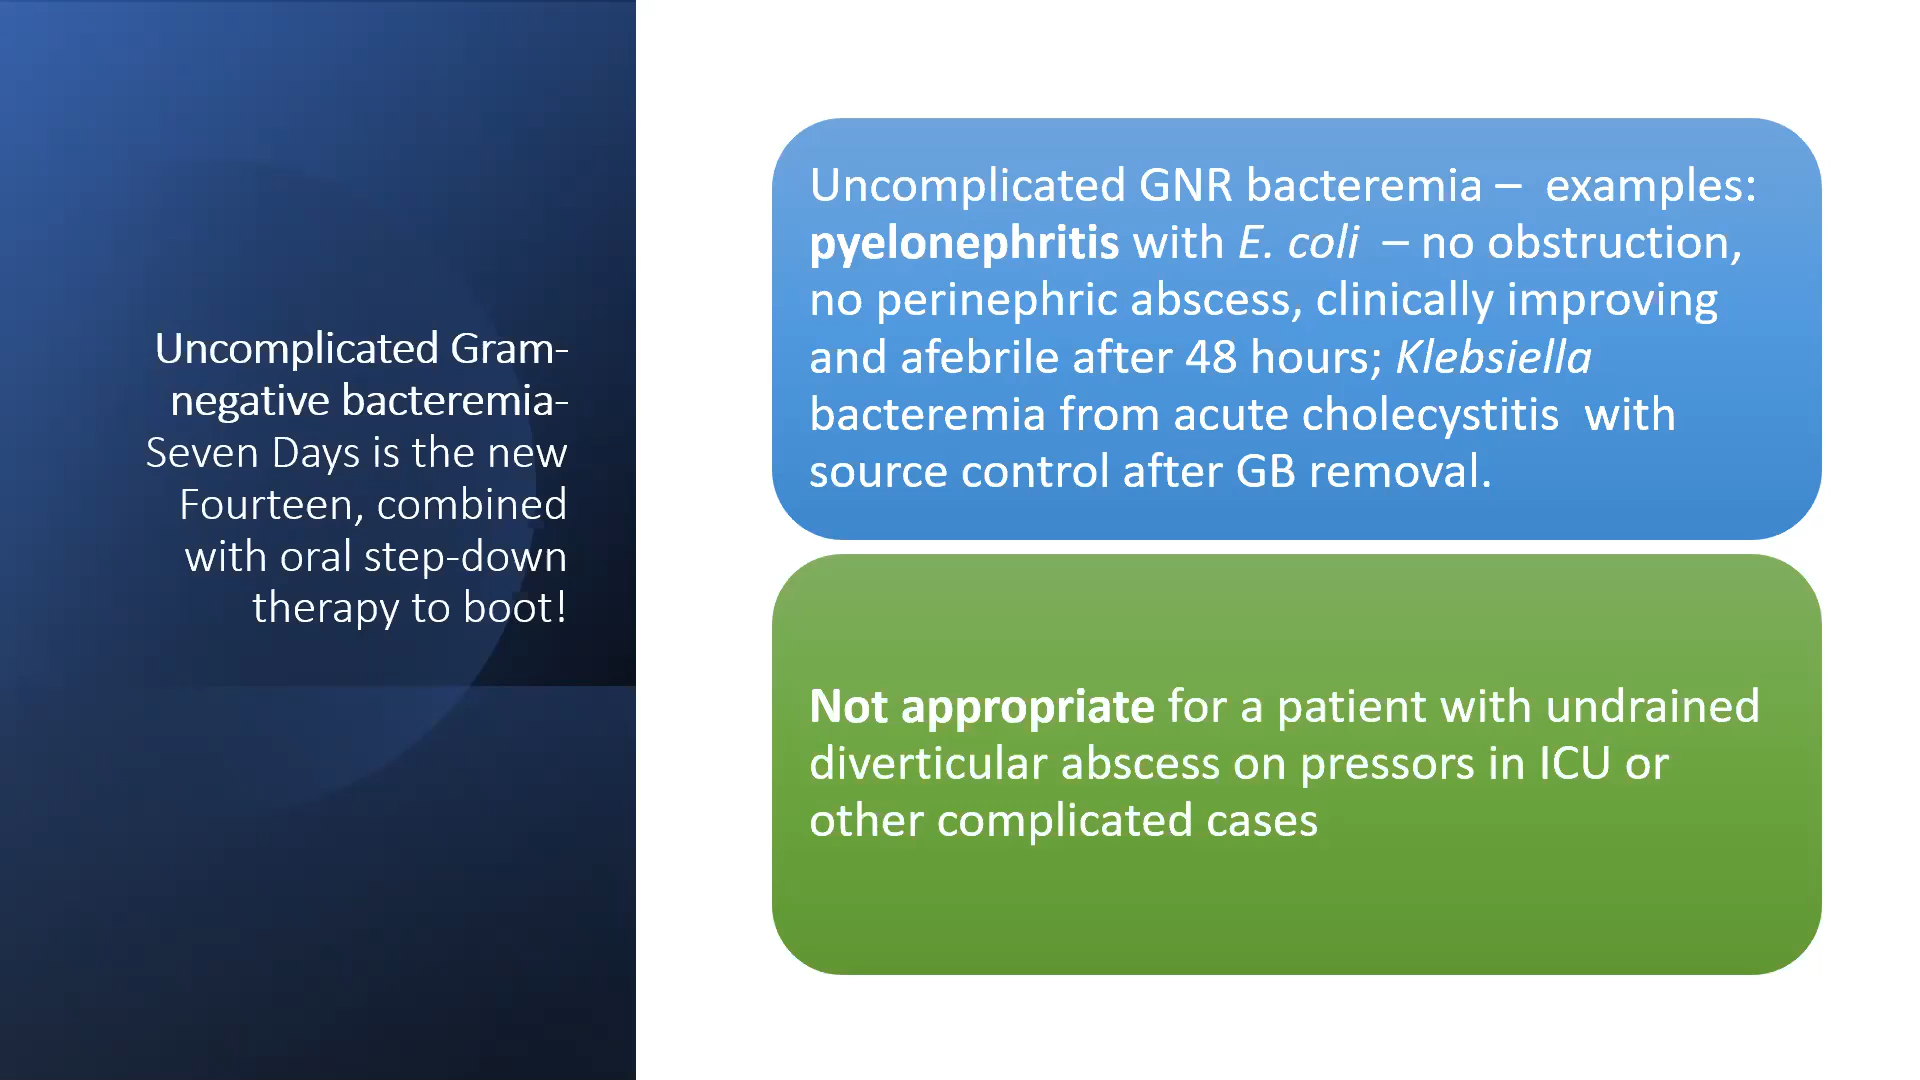 Uncomplicated Gram-
negative bacteremia-
Seven Days is the new
Fourteen, combined
with oral step-down
therapy to boot!
Uncomplicated GNR bacteremia – examples:
pyelonephritis with E. coli – no obstruction,
no perinephric abscess, clinically improving
and afebrile after 48 hours; Klebsiella
bacteremia from acute cholecystitis with
source control after GB removal.
Not appropriate for a patient with undrained
diverticular abscess on pressors in ICU or
other complicated cases